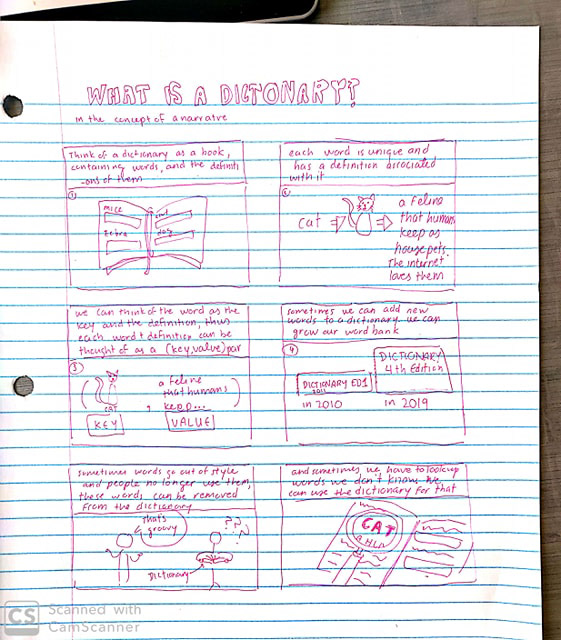 WHAT IS A DICTONARY?
in the concept of a narratve
Think of a dictionary as a book,
containing words, and the definiti
-ons of them
①
mice
zebra
dog
each word is unique and
has a definition associated
with it
②
cat
a feline
that humans
keep as
house pets.
The internet
loves them
we can think of the word as the
key and the definition, thus
each word + definition can be
thought of as a (key, value) pair
③
CAT
,
a feline
that humans
keep...
KEY
VALUE
sometimes we can add new
words to a dictionary we can
grow our word bank
④
DICTIONARY ED1
in 2010
DICTIONARY
4th Edition
in 2019
sometimes words go out of style
and people no longer use them,
these words can be removed
from the dictionary
that's
groovy
???
Dictionary
and sometimes we have to lookup
words we don't know. We
can use the dictionary for that
CAT
CS Scanned with
CamScanner